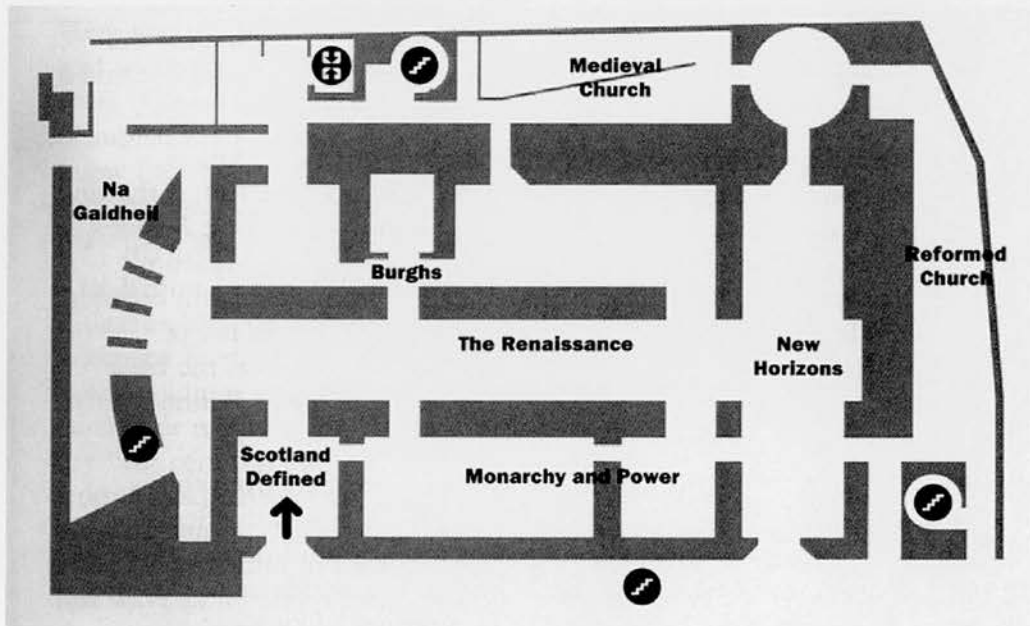 Medieval
Church
Na
Gaidheil
Burghs
Reformed
Church
The Renaissance
New
Horizons
Scotland
Defined
Monarchy and Power